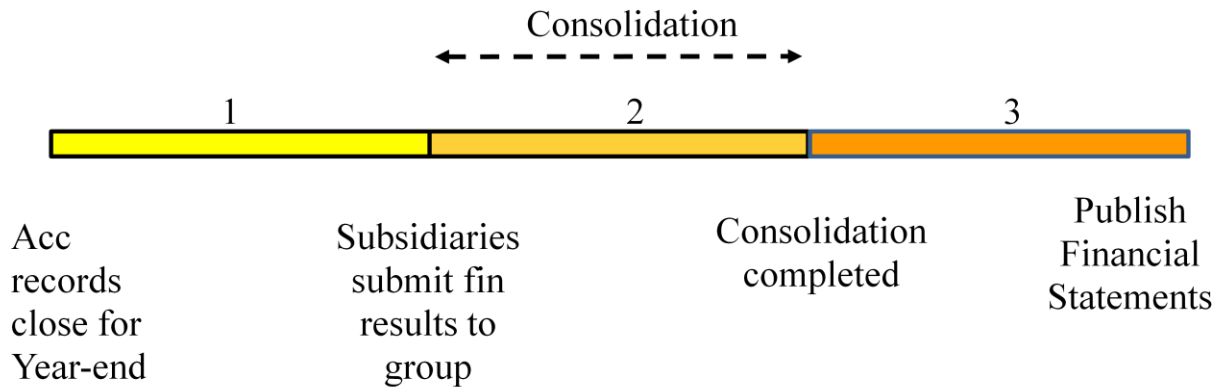 Consolidation
1
2
3
Acc
records
close for
Year-end
Subsidiaries
submit fin
results to
group
Consolidation
completed
Publish
Financial
Statements